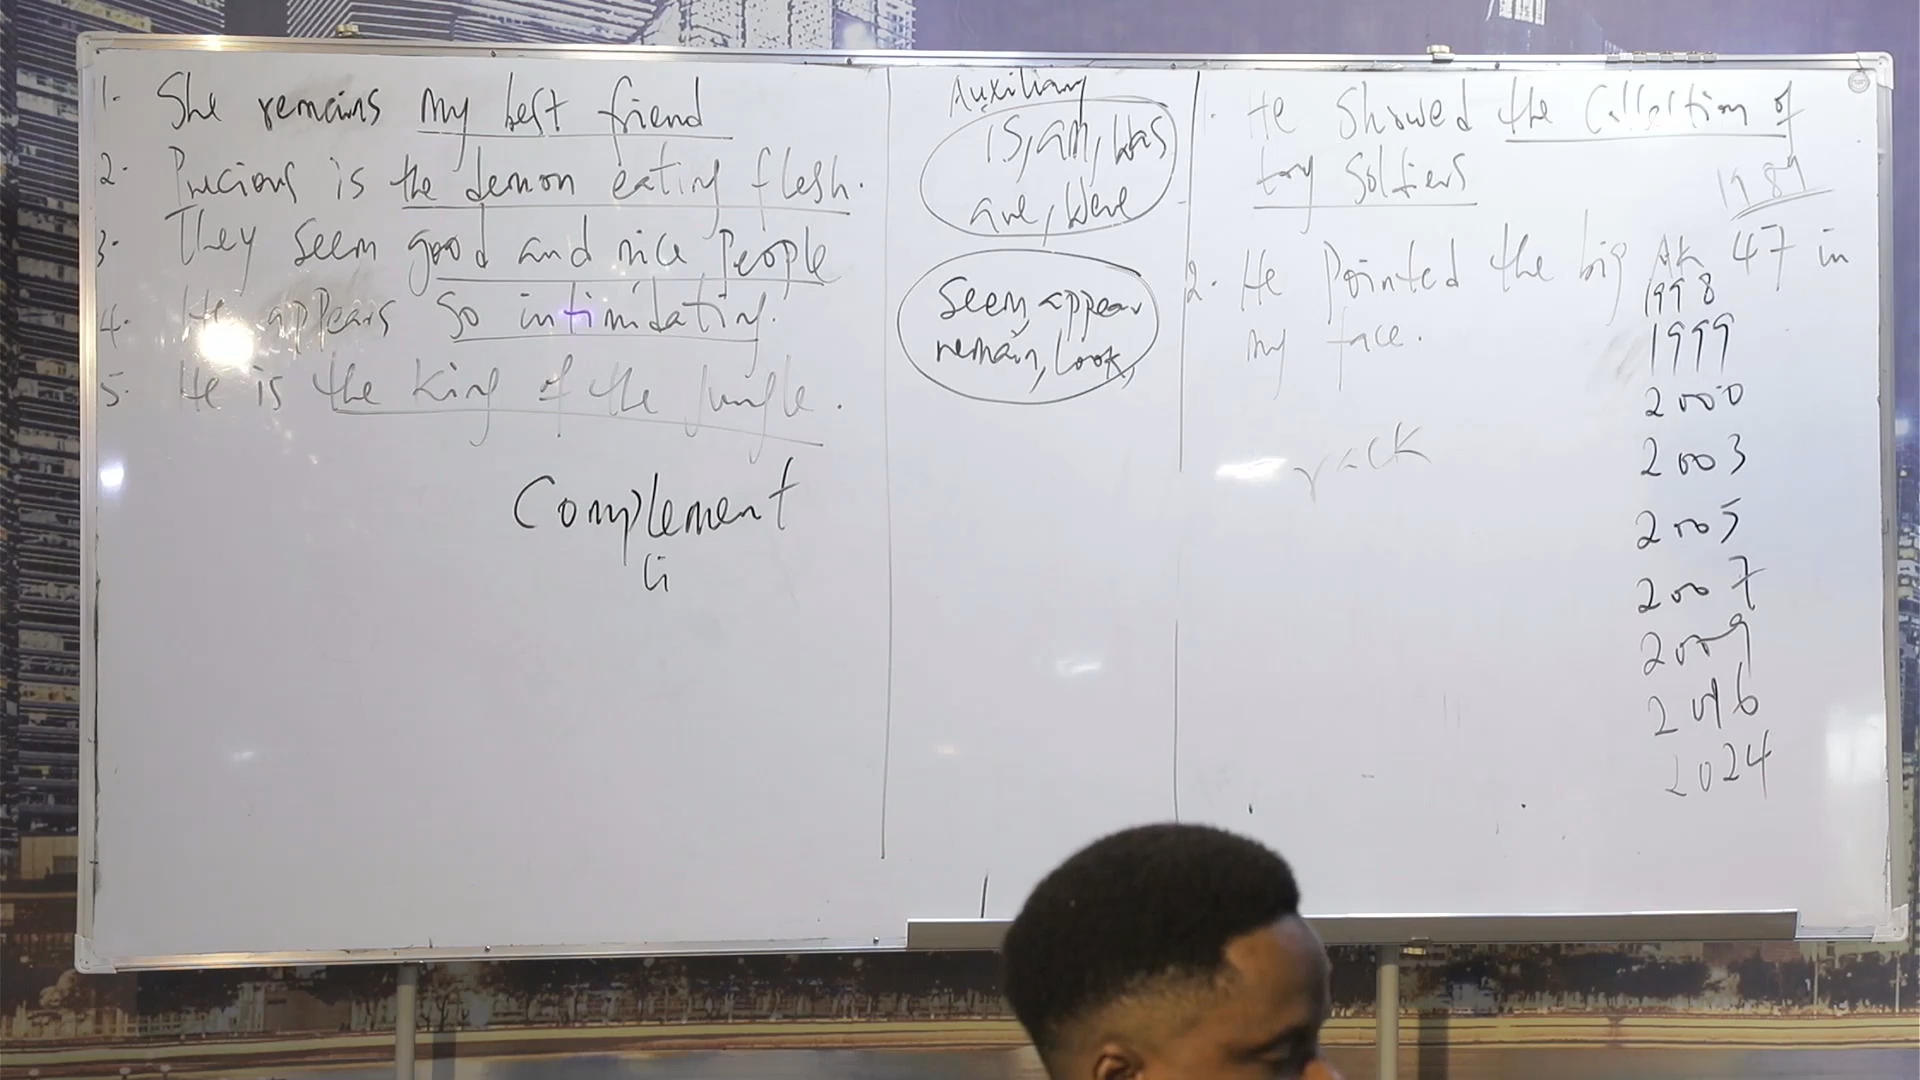 1. She remains my best friend
2. Precious is the demon eating flesh.
3. They seem good and nice people
4. He appears so intimidating.
5. He is the king of the jungle.
Complement
Auxiliary
is, am, was
are, were
Seem, appear
remain, look,
1. He showed the collection of
toy soldiers
1989
2. He pointed the big AK 47 in
my face.
1998
1999
2000
2003
2005
2007
2009
2016
2024